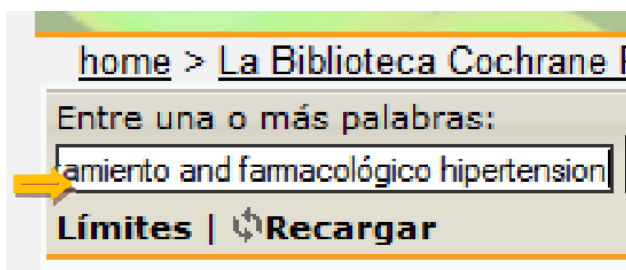 home > La Biblioteca Cochrane
Entre una o más palabras:
amiento and farmacológico hipertension
Límites | Recargar